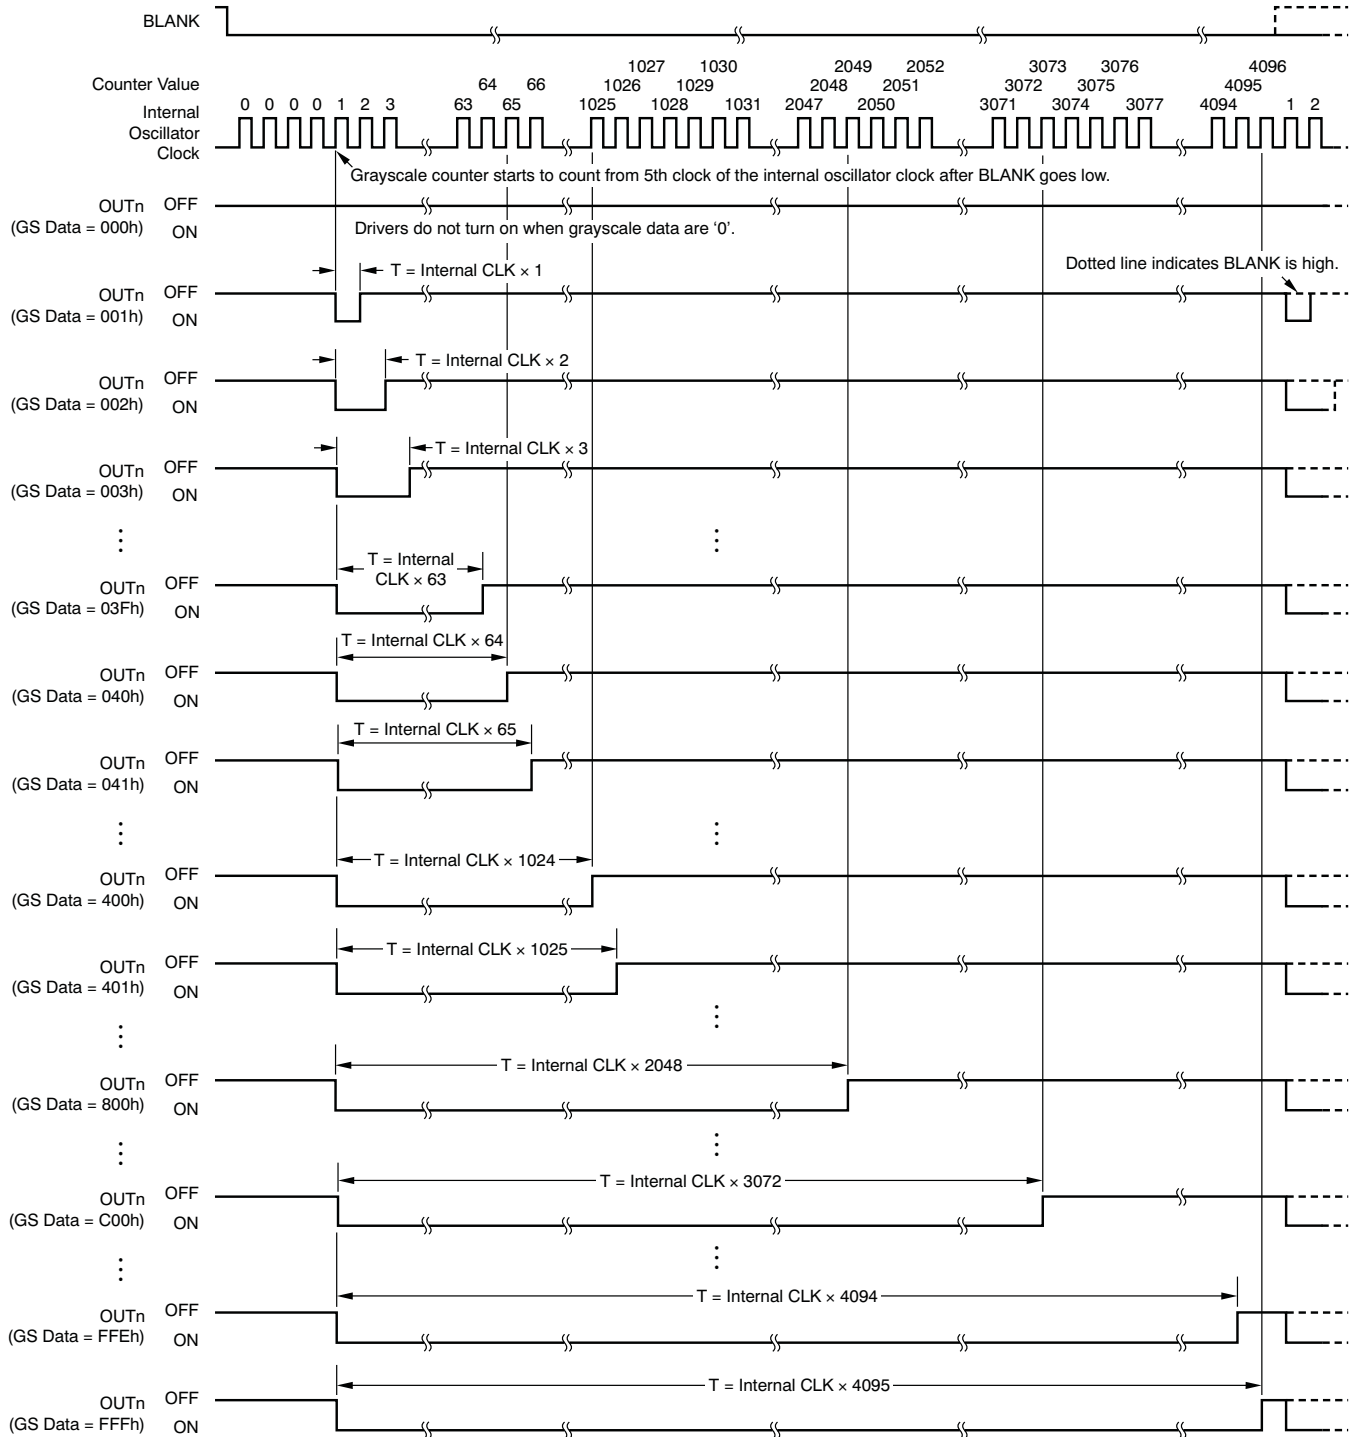 BLANK
1027 1030 2049 2052 3073 3076 4096
Counter Value 64 66 1026 1029 2048 2051 3072 3075 4095
Internal 0 0 0 0 1 2 3 63 65 1025 1028 1031 2047 2050 3071 3074 3077 4094 1 2
Oscillator
Clock
Grayscale counter starts to count from 5th clock of the internal oscillator clock after BLANK goes low.
OUTn OFF
(GS Data = 000h) ON
Drivers do not turn on when grayscale data are ‘0’.
T = Internal CLK × 1
Dotted line indicates BLANK is high.
OUTn OFF
(GS Data = 001h) ON
T = Internal CLK × 2
OUTn OFF
(GS Data = 002h) ON
T = Internal CLK × 3
OUTn OFF
(GS Data = 003h) ON
T = Internal
CLK × 63
OUTn OFF
(GS Data = 03Fh) ON
T = Internal CLK × 64
OUTn OFF
(GS Data = 040h) ON
T = Internal CLK × 65
OUTn OFF
(GS Data = 041h) ON
T = Internal CLK × 1024
OUTn OFF
(GS Data = 400h) ON
T = Internal CLK × 1025
OUTn OFF
(GS Data = 401h) ON
T = Internal CLK × 2048
OUTn OFF
(GS Data = 800h) ON
T = Internal CLK × 3072
OUTn OFF
(GS Data = C00h) ON
T = Internal CLK × 4094
OUTn OFF
(GS Data = FFEh) ON
T = Internal CLK × 4095
OUTn OFF
(GS Data = FFFh) ON